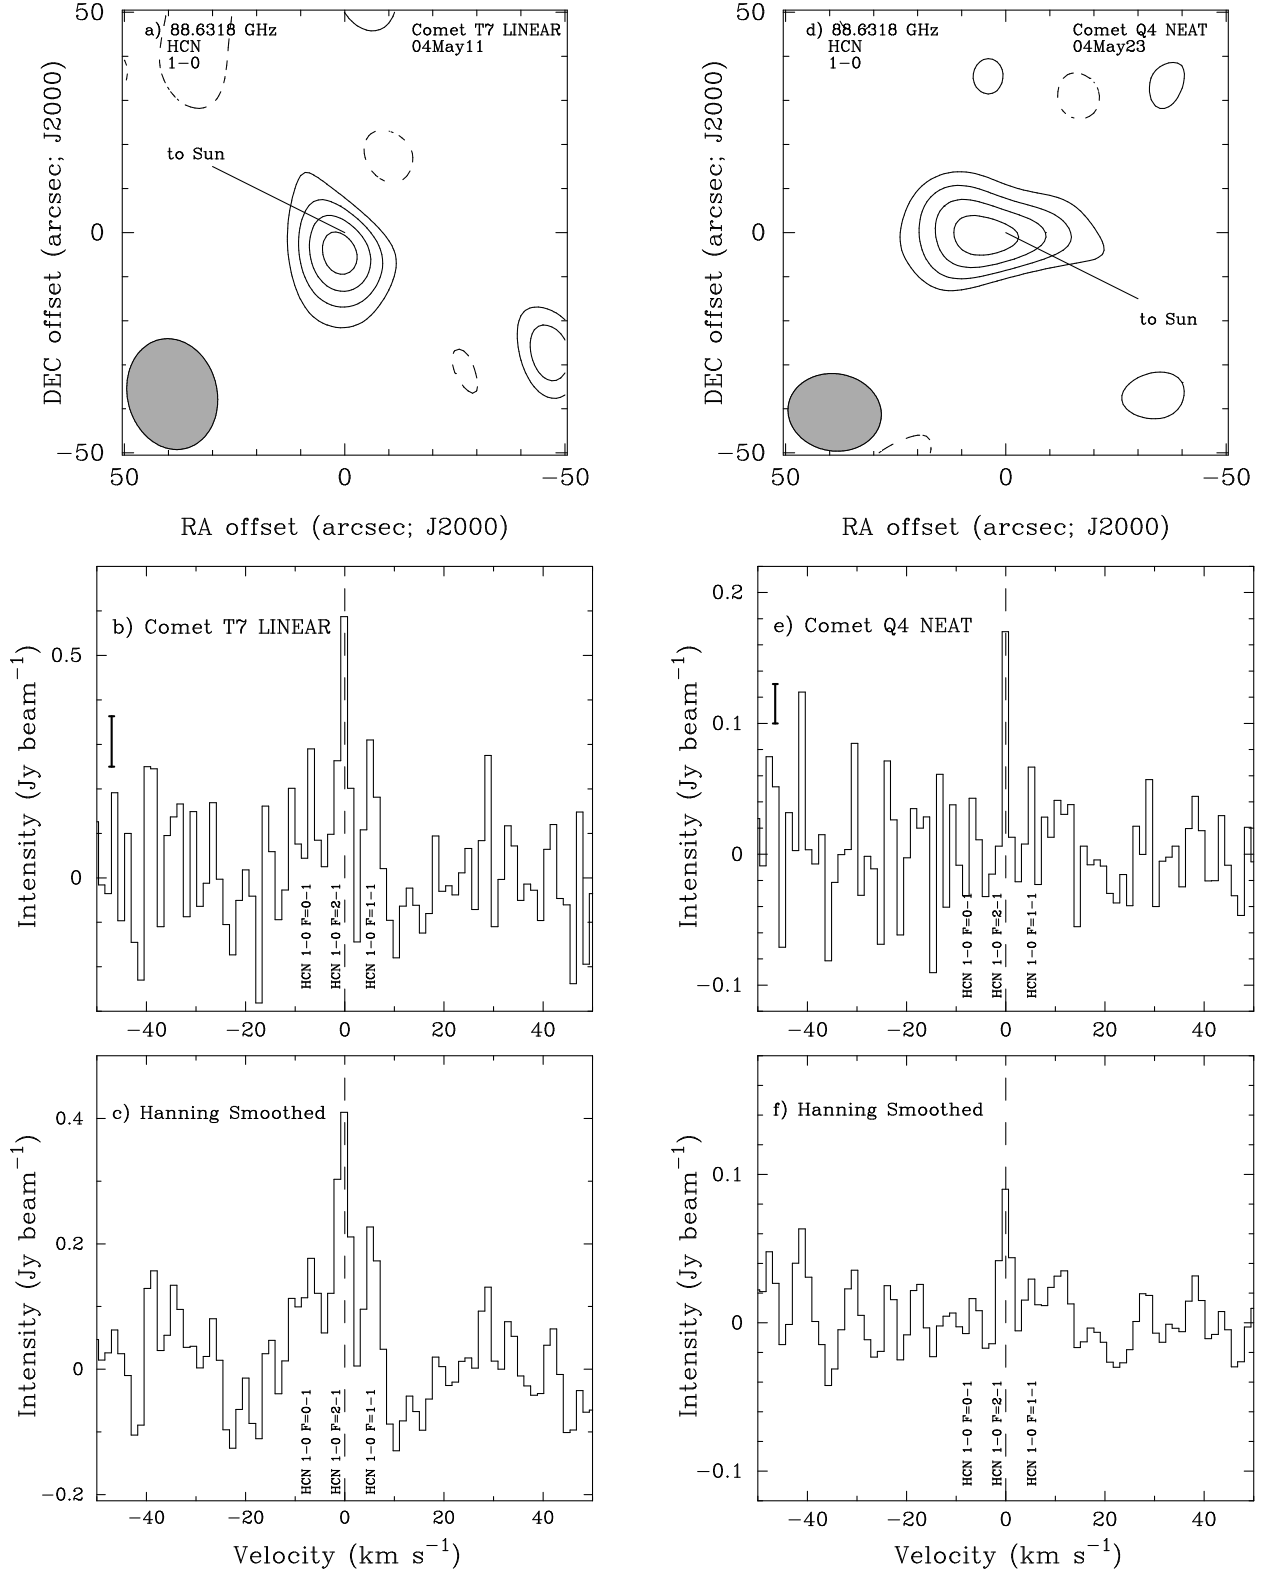 a) 88.6318 GHz
HCN
1-0
Comet T7 LINEAR
04May11
to Sun
50
0
−50
DEC offset (arcsec; J2000)
50 0 −50
RA offset (arcsec; J2000)
d) 88.6318 GHz
HCN
1-0
Comet Q4 NEAT
04May23
to Sun
50
0
−50
DEC offset (arcsec; J2000)
50 0 −50
RA offset (arcsec; J2000)
b) Comet T7 LINEAR
0.5
0
Intensity (Jy beam−1)
HCN 1-0 F=0-1
HCN 1-0 F=2-1
HCN 1-0 F=1-1
−40 −20 0 20 40
e) Comet Q4 NEAT
0.2
0.1
0
−0.1
Intensity (Jy beam−1)
HCN 1-0 F=0-1
HCN 1-0 F=2-1
HCN 1-0 F=1-1
−40 −20 0 20 40
c) Hanning Smoothed
0.4
0.2
0
−0.2
Intensity (Jy beam−1)
HCN 1-0 F=0-1
HCN 1-0 F=2-1
HCN 1-0 F=1-1
−40 −20 0 20 40
Velocity (km s−1)
f) Hanning Smoothed
0.1
0
−0.1
Intensity (Jy beam−1)
HCN 1-0 F=0-1
HCN 1-0 F=2-1
HCN 1-0 F=1-1
−40 −20 0 20 40
Velocity (km s−1)